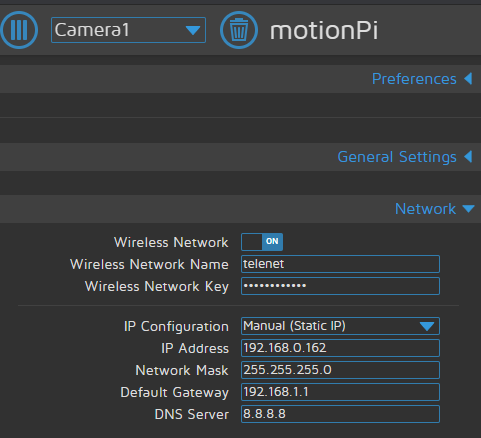 Camera1 motionPi
Preferences
General Settings
Network
Wireless Network ON
Wireless Network Name telenet
Wireless Network Key ••••••••••••
IP Configuration Manual (Static IP)
IP Address 192.168.0.162
Network Mask 255.255.255.0
Default Gateway 192.168.1.1
DNS Server 8.8.8.8